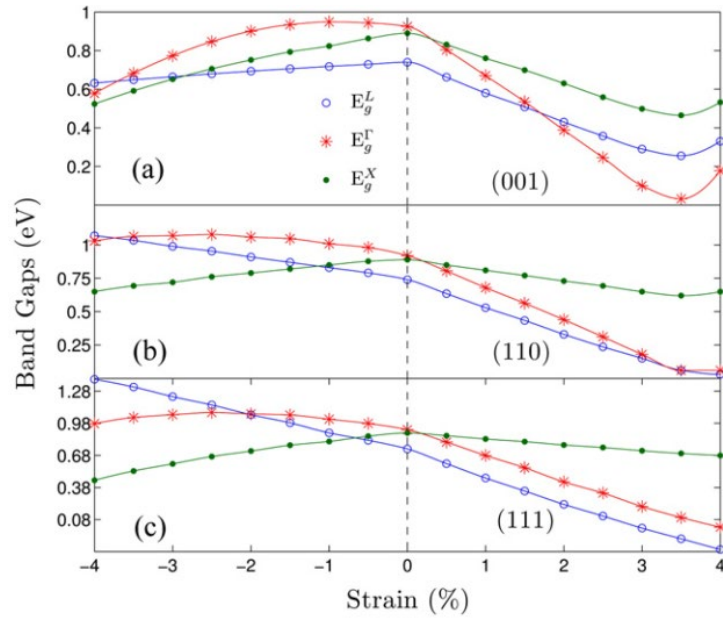 1
0.8
0.6
0.4
0.2
E_g^L
E_g^Γ
E_g^X
(a)
(001)
1
0.75
0.5
0.25
(b)
(110)
Band Gaps (eV)
1.28
0.98
0.68
0.38
0.08
(c)
(111)
−4 −3 −2 −1 0 1 2 3 4
Strain (%)